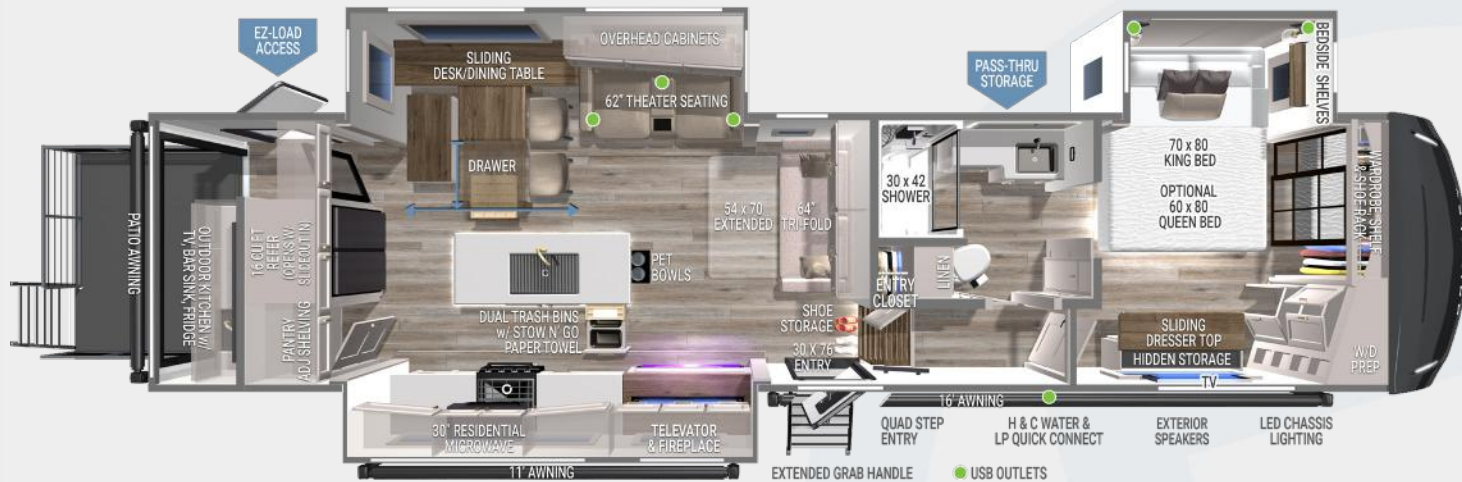 EZ-LOAD
ACCESS
SLIDING
DESK/DINING TABLE
OVERHEAD CABINETS
62" THEATER SEATING
DRAWER
PASS-THRU
STORAGE
BEDSIDE SHELVES
70 x 80
KING BED
OPTIONAL
60 x 80
QUEEN BED
WARDROBE, SHELF
& SHOE RACK
30 x 42
SHOWER
54 x 70
EXTENDED
64"
TRI-FOLD
PATIO AWNING
OUTDOOR KITCHEN w/
TV, BAR SINK, FRIDGE
16 CU FT
REFER
(OPENS W.
SLIDEOUT IN)
PANTRY
ADJ SHELVING
PET
BOWLS
LINEN
ENTRY
CLOSET
DUAL TRASH BINS
w/ STOW N' GO
PAPER TOWEL
SHOE
STORAGE
30 X 76
ENTRY
SLIDING
DRESSER TOP
HIDDEN STORAGE
TV
W/D
PREP
30" RESIDENTIAL
MICROWAVE
TELEVATOR
& FIREPLACE
16' AWNING
11' AWNING
QUAD STEP
ENTRY
H & C WATER &
LP QUICK CONNECT
EXTERIOR
SPEAKERS
LED CHASSIS
LIGHTING
EXTENDED GRAB HANDLE
USB OUTLETS